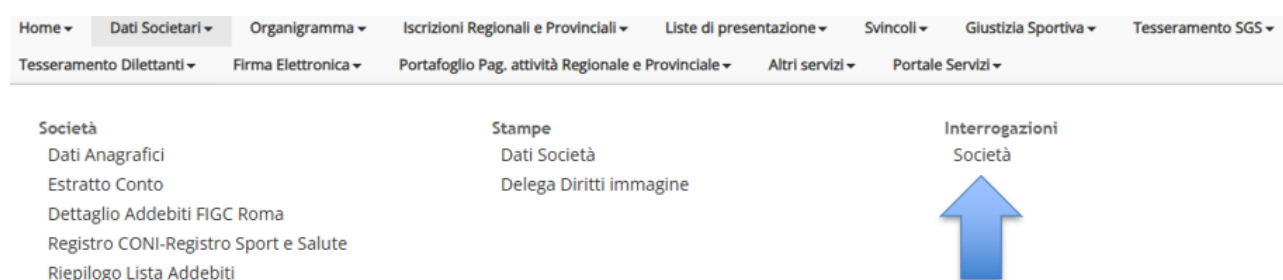 Home Dati Societari Organigramma Iscrizioni Regionali e Provinciali Liste di presentazione Svincoli Giustizia Sportiva Tesseramento SGS
Tesseramento Dilettanti Firma Elettronica Portafoglio Pag. attività Regionale e Provinciale Altri servizi Portale Servizi
Società
Dati Anagrafici
Estratto Conto
Dettaglio Addebiti FIGC Roma
Registro CONI-Registro Sport e Salute
Riepilogo Lista Addebiti
Stampe
Dati Società
Delega Diritti immagine
Interrogazioni
Società